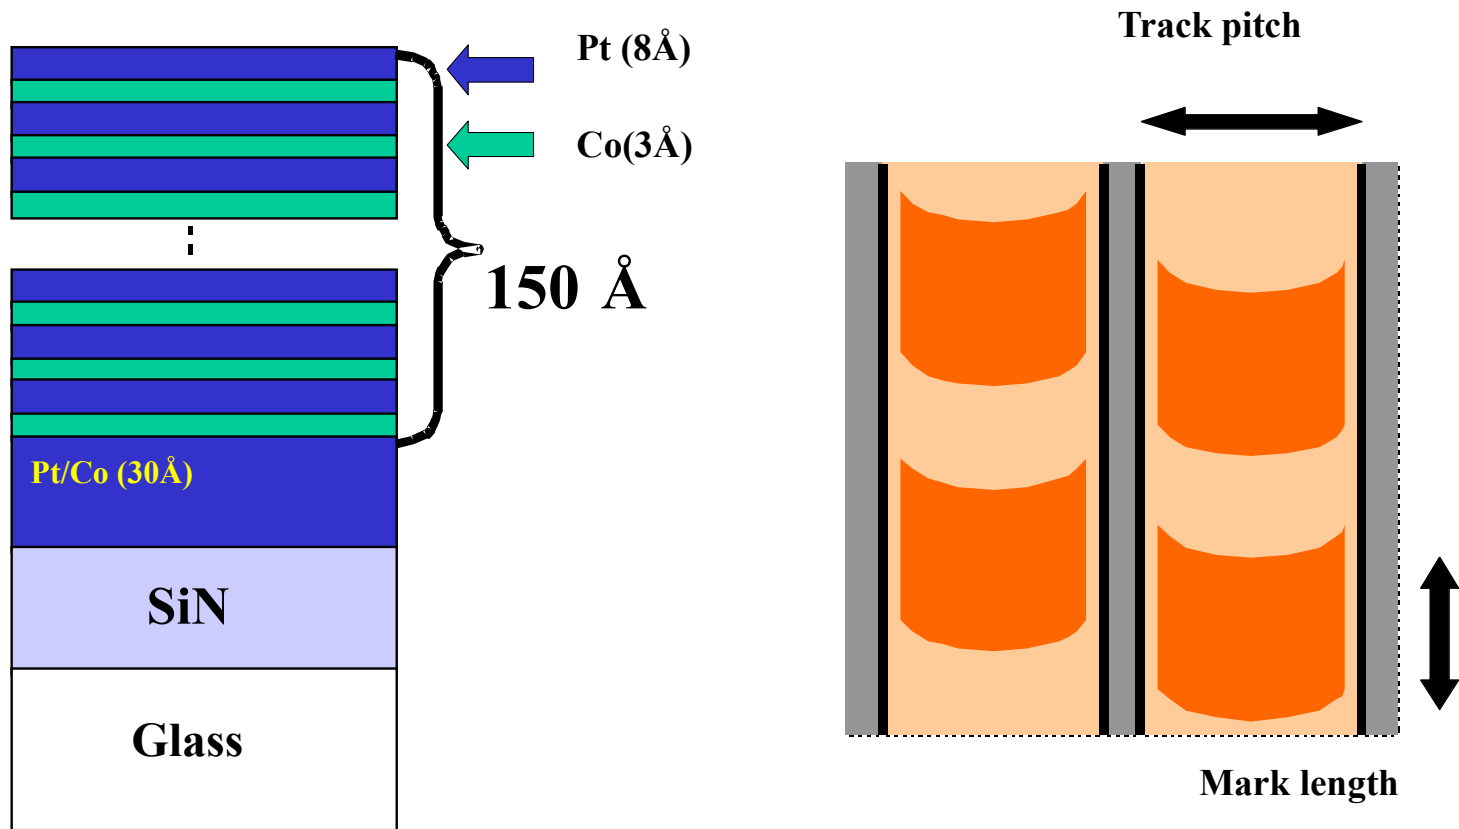 Pt (8Å)
Co(3Å)
150 Å
Pt/Co (30Å)
SiN
Glass
Track pitch
Mark length